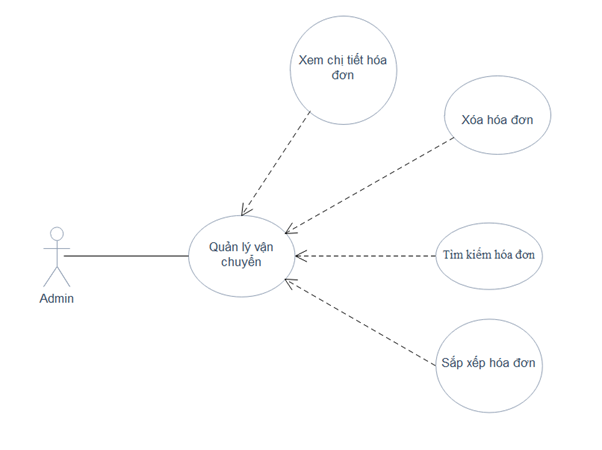 Xem chị tiết hóa
đơn
Xóa hóa đơn
Quản lý vận
chuyển
Tìm kiếm hóa đơn
Admin
Sắp xếp hóa đơn